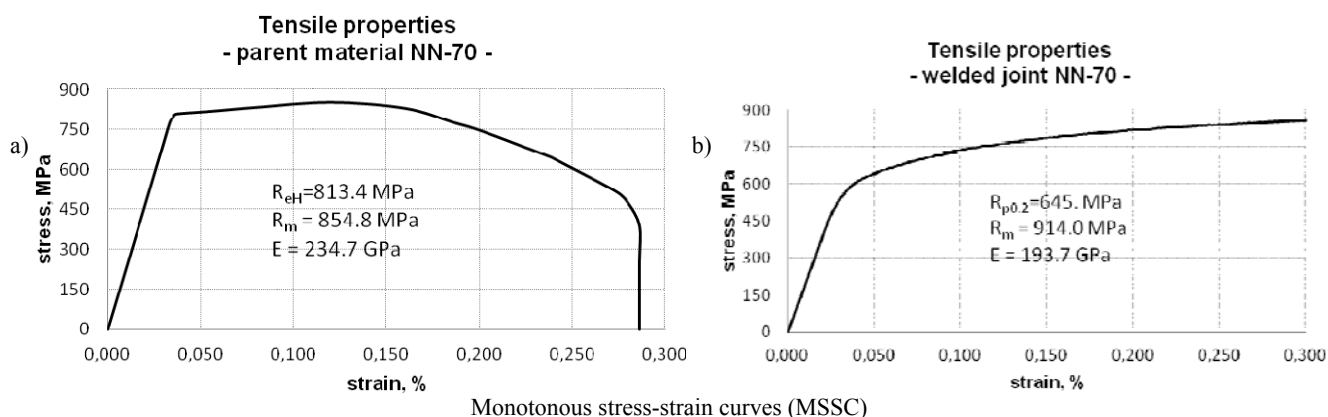 Tensile properties
- parent material NN-70 -
a)
stress, MPa
900
750
600
450
300
150
0
R_eH=813.4 MPa
R_m = 854.8 MPa
E = 234.7 GPa
0,000 0,050 0,100 0,150 0,200 0,250 0,300
strain, %
Tensile properties
- welded joint NN-70 -
b)
stress, MPa
900
750
600
450
300
150
0
R_p0.2=645. MPa
R_m = 914.0 MPa
E = 193.7 GPa
0,000 0,050 0,100 0,150 0,200 0,250 0,300
strain, %
Monotonous stress-strain curves (MSSC)